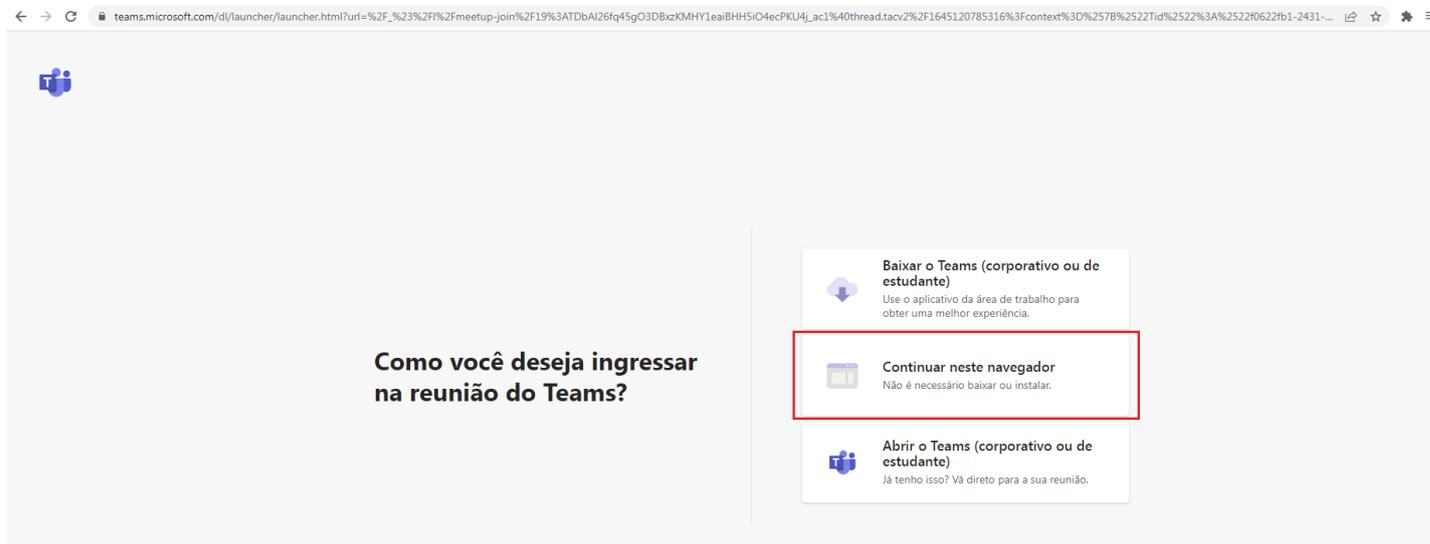 teams.microsoft.com/dl/launcher/launcher.html?url=%2F_%23%2Fl%2Fmeetup-join%2F19%3ATDbAI26fq45gO3DBxzKMHY1eaiBHH5iO4ecPKU4j_ac1%40thread.tacv2%2F1645120785316%3Fcontext%3D%257B%2522Tid%2522%3A%2522f0622fb1-2431-...
T
Baixar o Teams (corporativo ou de
estudante)
Use o aplicativo da área de trabalho para
obter uma melhor experiência.
Como você deseja ingressar
na reunião do Teams?
Continuar neste navegador
Não é necessário baixar ou instalar.
T
Abrir o Teams (corporativo ou de
estudante)
Já tenho isso? Vá direto para a sua reunião.